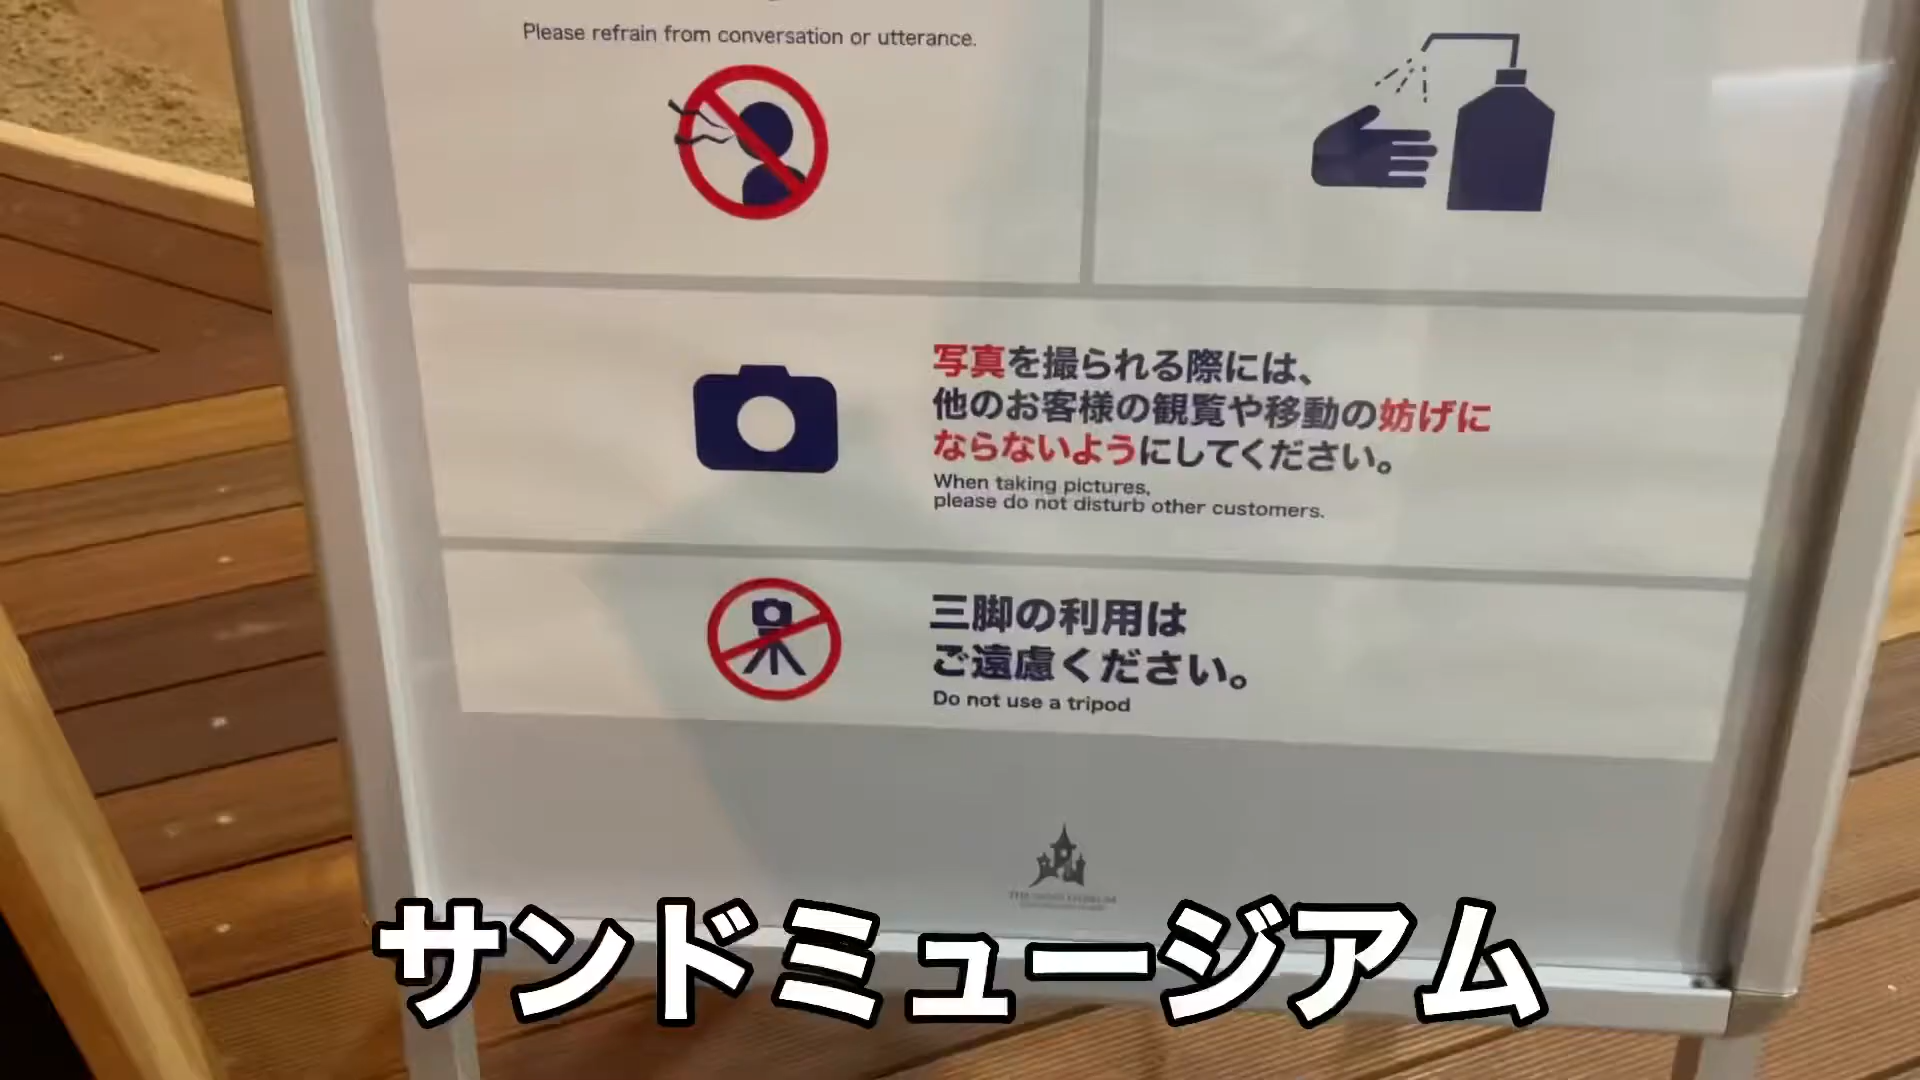 Please refrain from conversation or utterance.
写真を撮られる際には、
他のお客様の観覧や移動の妨げに
ならないようにしてください。
When taking pictures,
please do not disturb other customers.
三脚の利用は
ご遠慮ください。
Do not use a tripod
サンドミュージアム